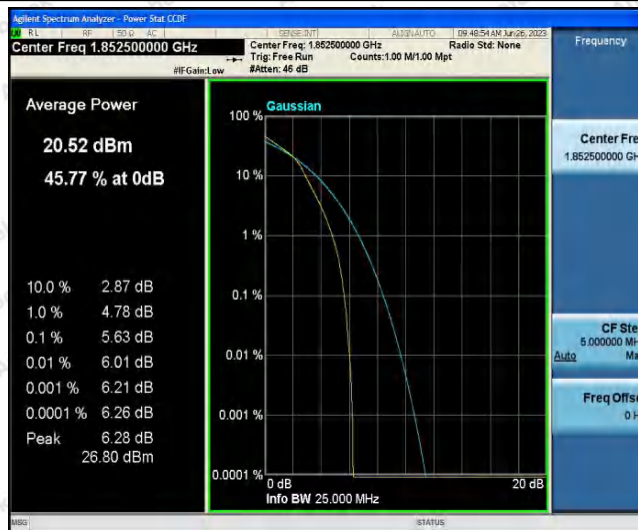 Agilent Spectrum Analyzer - Power Stat CCDF
RL RF 50 Ω AC SENSE:INT ALIGN AUTO 09:48:54 AM Jun 26, 2023
Center Freq 1.852500000 GHz
Center Freq: 1.852500000 GHz Radio Std: None
Trig: Free Run Counts:1.00 M/1.00 Mpt
#IFGain:Low #Atten: 46 dB
Frequency
Average Power
20.52 dBm
45.77 % at 0dB
10.0 % 2.87 dB
1.0 % 4.78 dB
0.1 % 5.63 dB
0.01 % 6.01 dB
0.001 % 6.21 dB
0.0001 % 6.26 dB
Peak 6.28 dB
26.80 dBm
Gaussian
100 %
10 %
1 %
0.1 %
0.01 %
0.001 %
0.0001 %
0 dB 20 dB
Info BW 25.000 MHz
Center Fre
1.852500000 GH
CF Ste
5.000000 MH
Auto Ma
Freq Offse
0 H
MSG STATUS